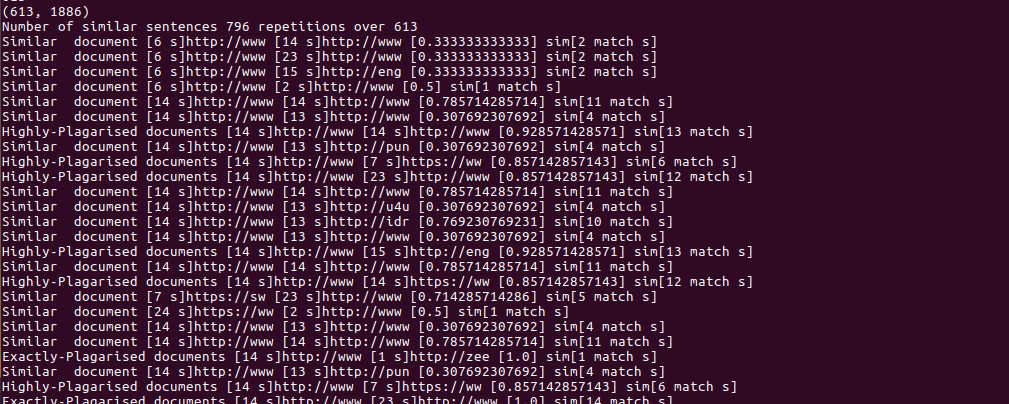 (613, 1886)
Number of similar sentences 796 repetitions over 613
Similar  document [6 s]http://www [14 s]http://www [0.333333333333] sim[2 match s]
Similar  document [6 s]http://www [23 s]http://www [0.333333333333] sim[2 match s]
Similar  document [6 s]http://www [15 s]http://eng [0.333333333333] sim[2 match s]
Similar  document [6 s]http://www [2 s]http://www [0.5] sim[1 match s]
Similar  document [14 s]http://www [14 s]http://www [0.785714285714] sim[11 match s]
Similar  document [14 s]http://www [13 s]http://www [0.307692307692] sim[4 match s]
Highly-Plagarised documents [14 s]http://www [14 s]http://www [0.928571428571] sim[13 match s]
Similar  document [14 s]http://www [13 s]http://pun [0.307692307692] sim[4 match s]
Highly-Plagarised documents [14 s]http://www [7 s]https://ww [0.857142857143] sim[6 match s]
Highly-Plagarised documents [14 s]http://www [23 s]http://www [0.857142857143] sim[12 match s]
Similar  document [14 s]http://www [14 s]http://www [0.785714285714] sim[11 match s]
Similar  document [14 s]http://www [13 s]http://u4u [0.307692307692] sim[4 match s]
Similar  document [14 s]http://www [13 s]http://idr [0.769230769231] sim[10 match s]
Similar  document [14 s]http://www [13 s]http://www [0.307692307692] sim[4 match s]
Highly-Plagarised documents [14 s]http://www [15 s]http://eng [0.928571428571] sim[13 match s]
Similar  document [14 s]http://www [14 s]http://www [0.785714285714] sim[11 match s]
Highly-Plagarised documents [14 s]http://www [14 s]https://ww [0.857142857143] sim[12 match s]
Similar  document [7 s]https://sw [23 s]http://www [0.714285714286] sim[5 match s]
Similar  document [24 s]https://ww [2 s]http://www [0.5] sim[1 match s]
Similar  document [14 s]http://www [13 s]http://www [0.307692307692] sim[4 match s]
Similar  document [14 s]http://www [14 s]http://www [0.785714285714] sim[11 match s]
Exactly-Plagarised documents [14 s]http://www [1 s]http://zee [1.0] sim[1 match s]
Similar  document [14 s]http://www [13 s]http://pun [0.307692307692] sim[4 match s]
Highly-Plagarised documents [14 s]http://www [7 s]https://ww [0.857142857143] sim[6 match s]
Exactly-Plagarised documents [14 s]http://www [23 s]http://www [1.0] sim[14 match s]